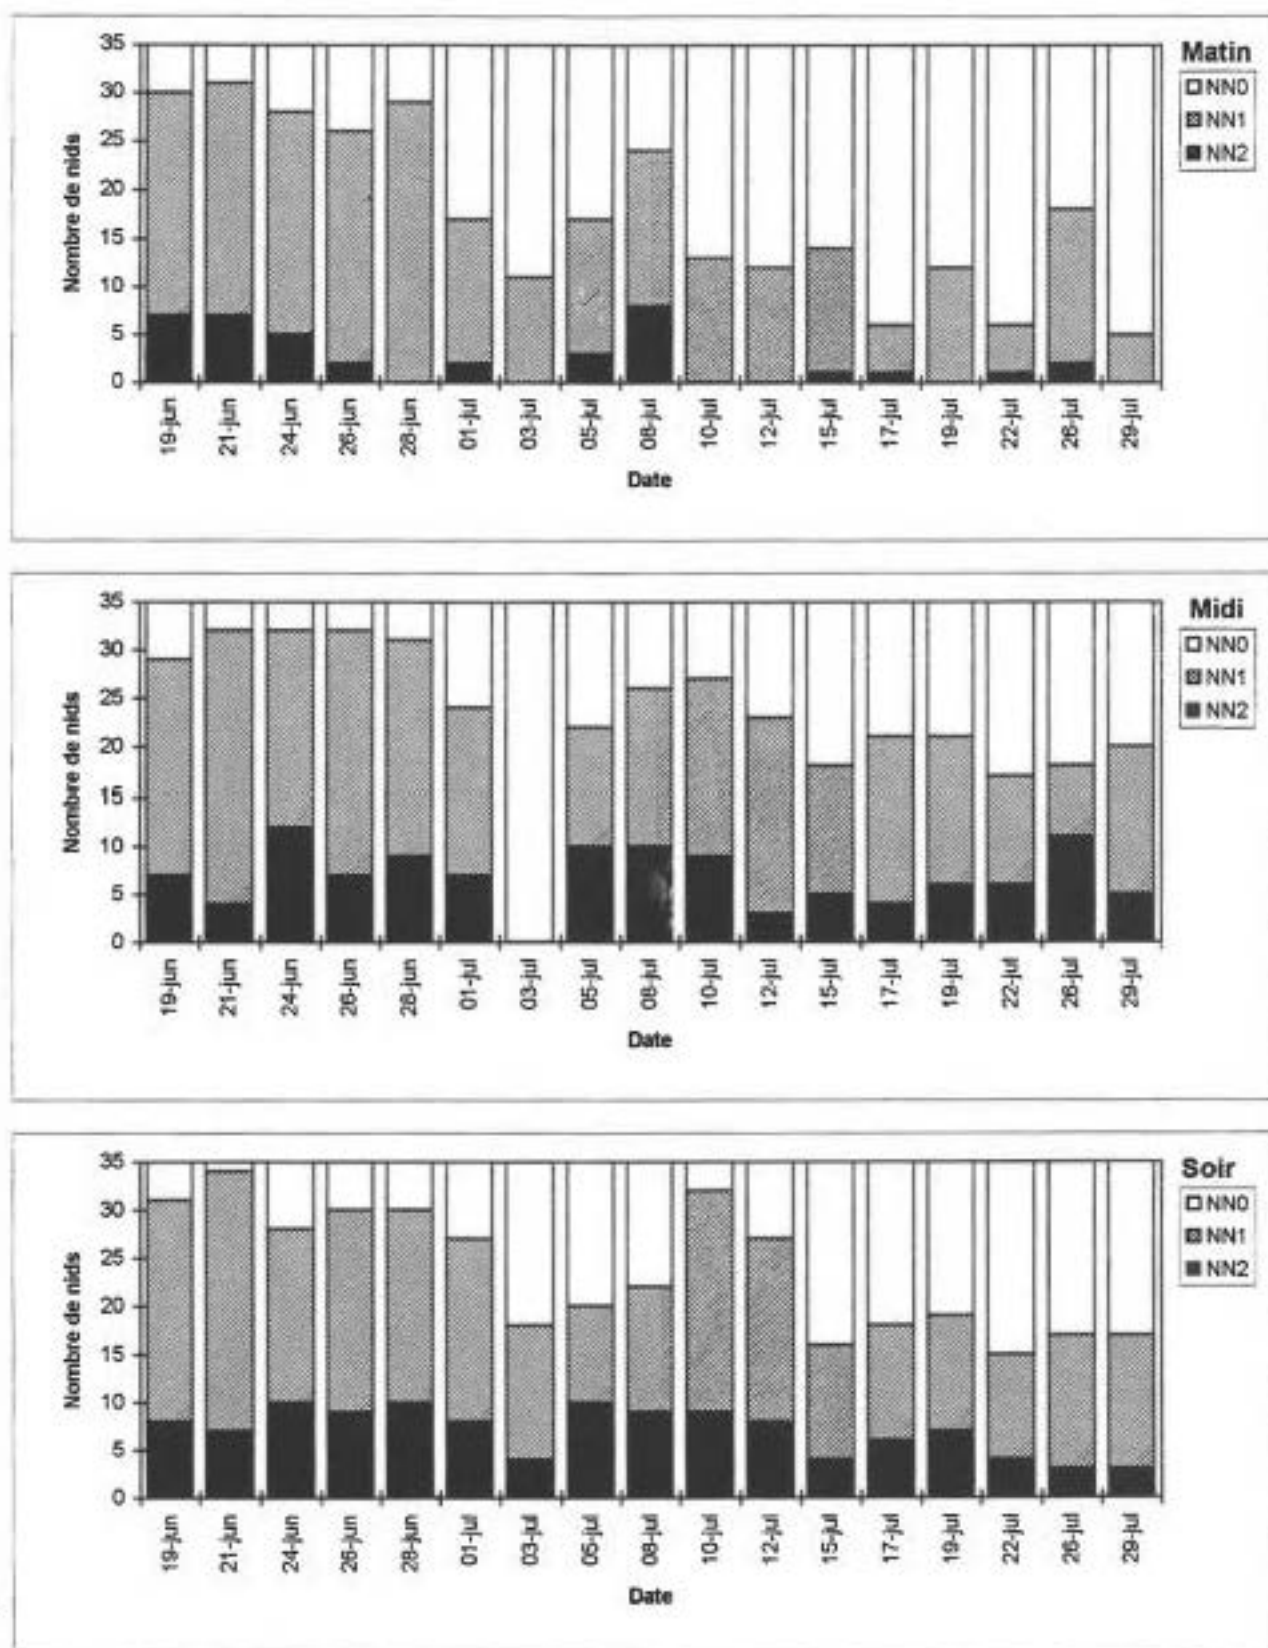 Matin
NN0
NN1
NN2
Nombre de nids
35
30
25
20
15
10
5
0
19-jun
21-jun
24-jun
26-jun
28-jun
01-jul
03-jul
05-jul
08-jul
10-jul
12-jul
15-jul
17-jul
19-jul
22-jul
26-jul
29-jul
Date
Midi
NN0
NN1
NN2
Nombre de nids
35
30
25
20
15
10
5
0
19-jun
21-jun
24-jun
26-jun
28-jun
01-jul
03-jul
05-jul
08-jul
10-jul
12-jul
15-jul
17-jul
19-jul
22-jul
26-jul
29-jul
Date
Soir
NN0
NN1
NN2
Nombre de nids
35
30
25
20
15
10
5
0
19-jun
21-jun
24-jun
26-jun
28-jun
01-jul
03-jul
05-jul
08-jul
10-jul
12-jul
15-jul
17-jul
19-jul
22-jul
26-jul
29-jul
Date